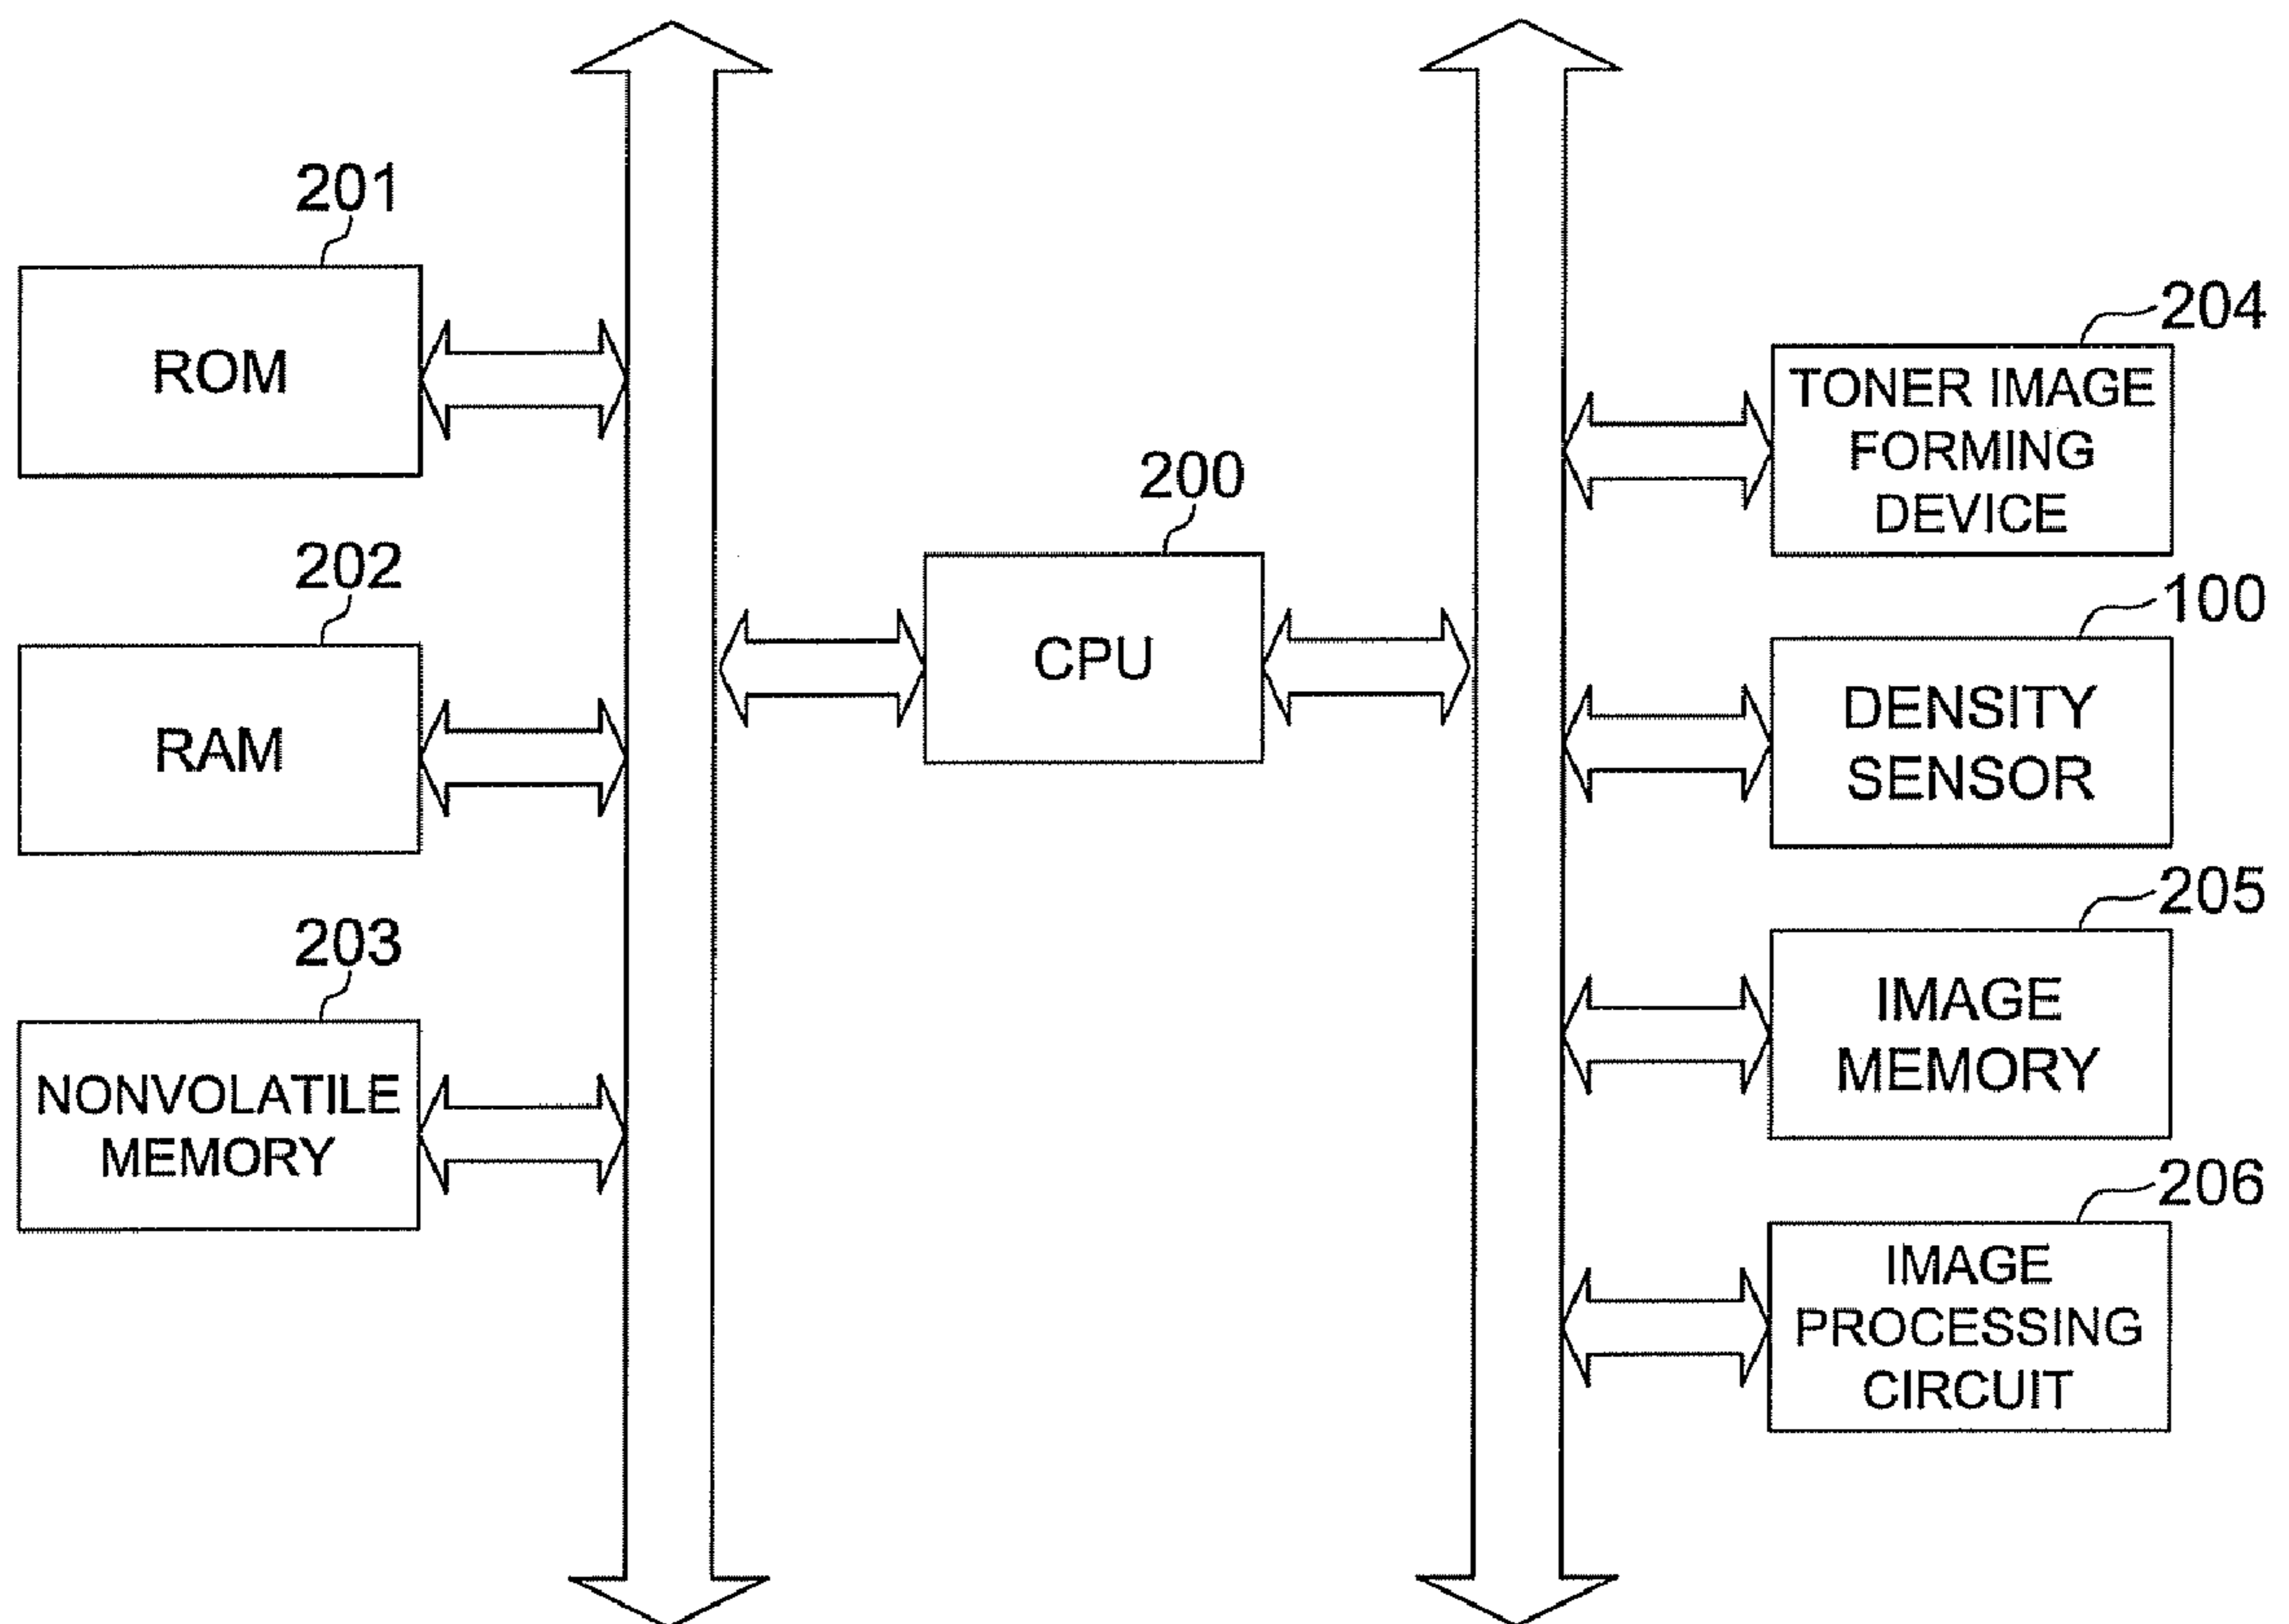 201
ROM
202
RAM
203
NONVOLATILE
MEMORY
200
CPU
204
TONER IMAGE
FORMING
DEVICE
100
DENSITY
SENSOR
205
IMAGE
MEMORY
206
IMAGE
PROCESSING
CIRCUIT